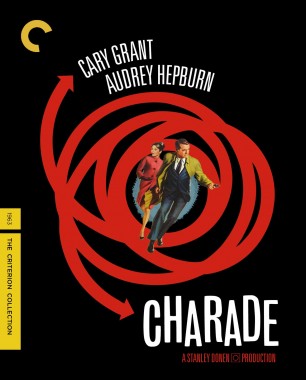 CARY GRANT
AUDREY HEPBURN
1963
THE CRITERION COLLECTION
CHARADE
A STANLEY DONEN PRODUCTION